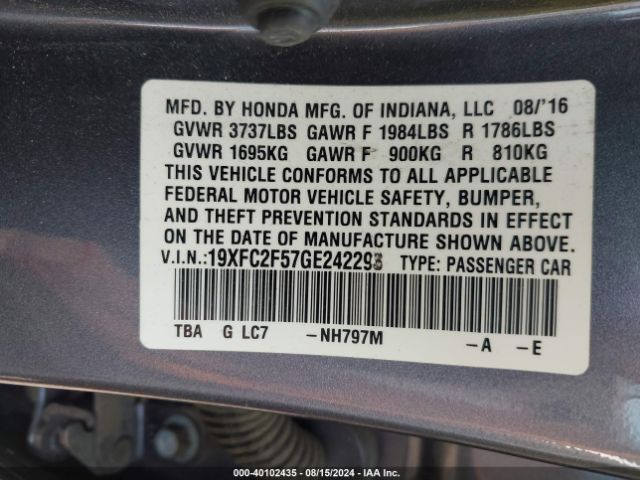 MFD. BY HONDA MFG. OF INDIANA, LLC 08/'16
GVWR 3737LBS GAWR F 1984LBS R 1786LBS
GVWR 1695KG GAWR F 900KG R 810KG
THIS VEHICLE CONFORMS TO ALL APPLICABLE
FEDERAL MOTOR VEHICLE SAFETY, BUMPER,
AND THEFT PREVENTION STANDARDS IN EFFECT
ON THE DATE OF MANUFACTURE SHOWN ABOVE.
V.I.N.:19XFC2F57GE242293 TYPE: PASSENGER CAR
TBA G LC7 -NH797M -A -E
000-40102435 - 08/15/2024 - IAA Inc.